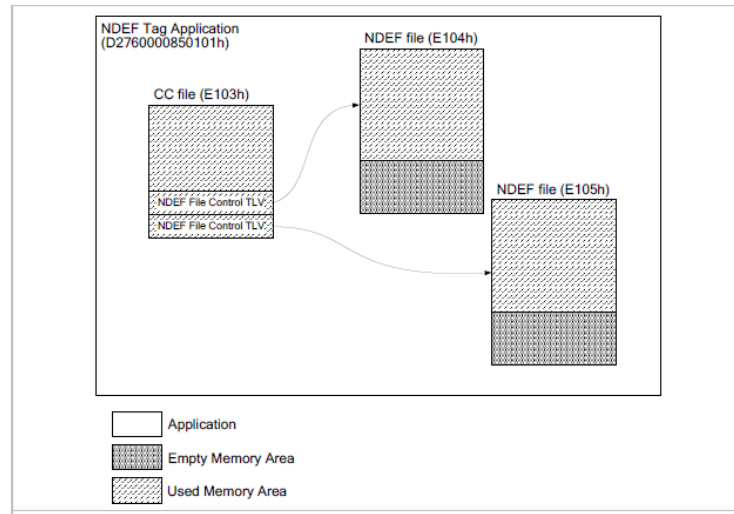 NDEF Tag Application
(D2760000850101h)
NDEF file (E104h)
CC file (E103h)
NDEF File Control TLV
NDEF File Control TLV
NDEF file (E105h)
Application
Empty Memory Area
Used Memory Area